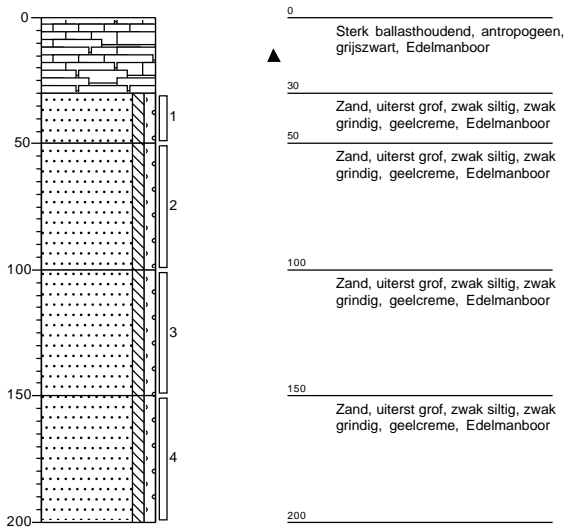 0
50
100
150
200
1
2
3
4
0
Sterk ballasthoudend, antropogeen,
grijszwart, Edelmanboor
30
Zand, uiterst grof, zwak siltig, zwak
grindig, geelcreme, Edelmanboor
50
Zand, uiterst grof, zwak siltig, zwak
grindig, geelcreme, Edelmanboor
100
Zand, uiterst grof, zwak siltig, zwak
grindig, geelcreme, Edelmanboor
150
Zand, uiterst grof, zwak siltig, zwak
grindig, geelcreme, Edelmanboor
200